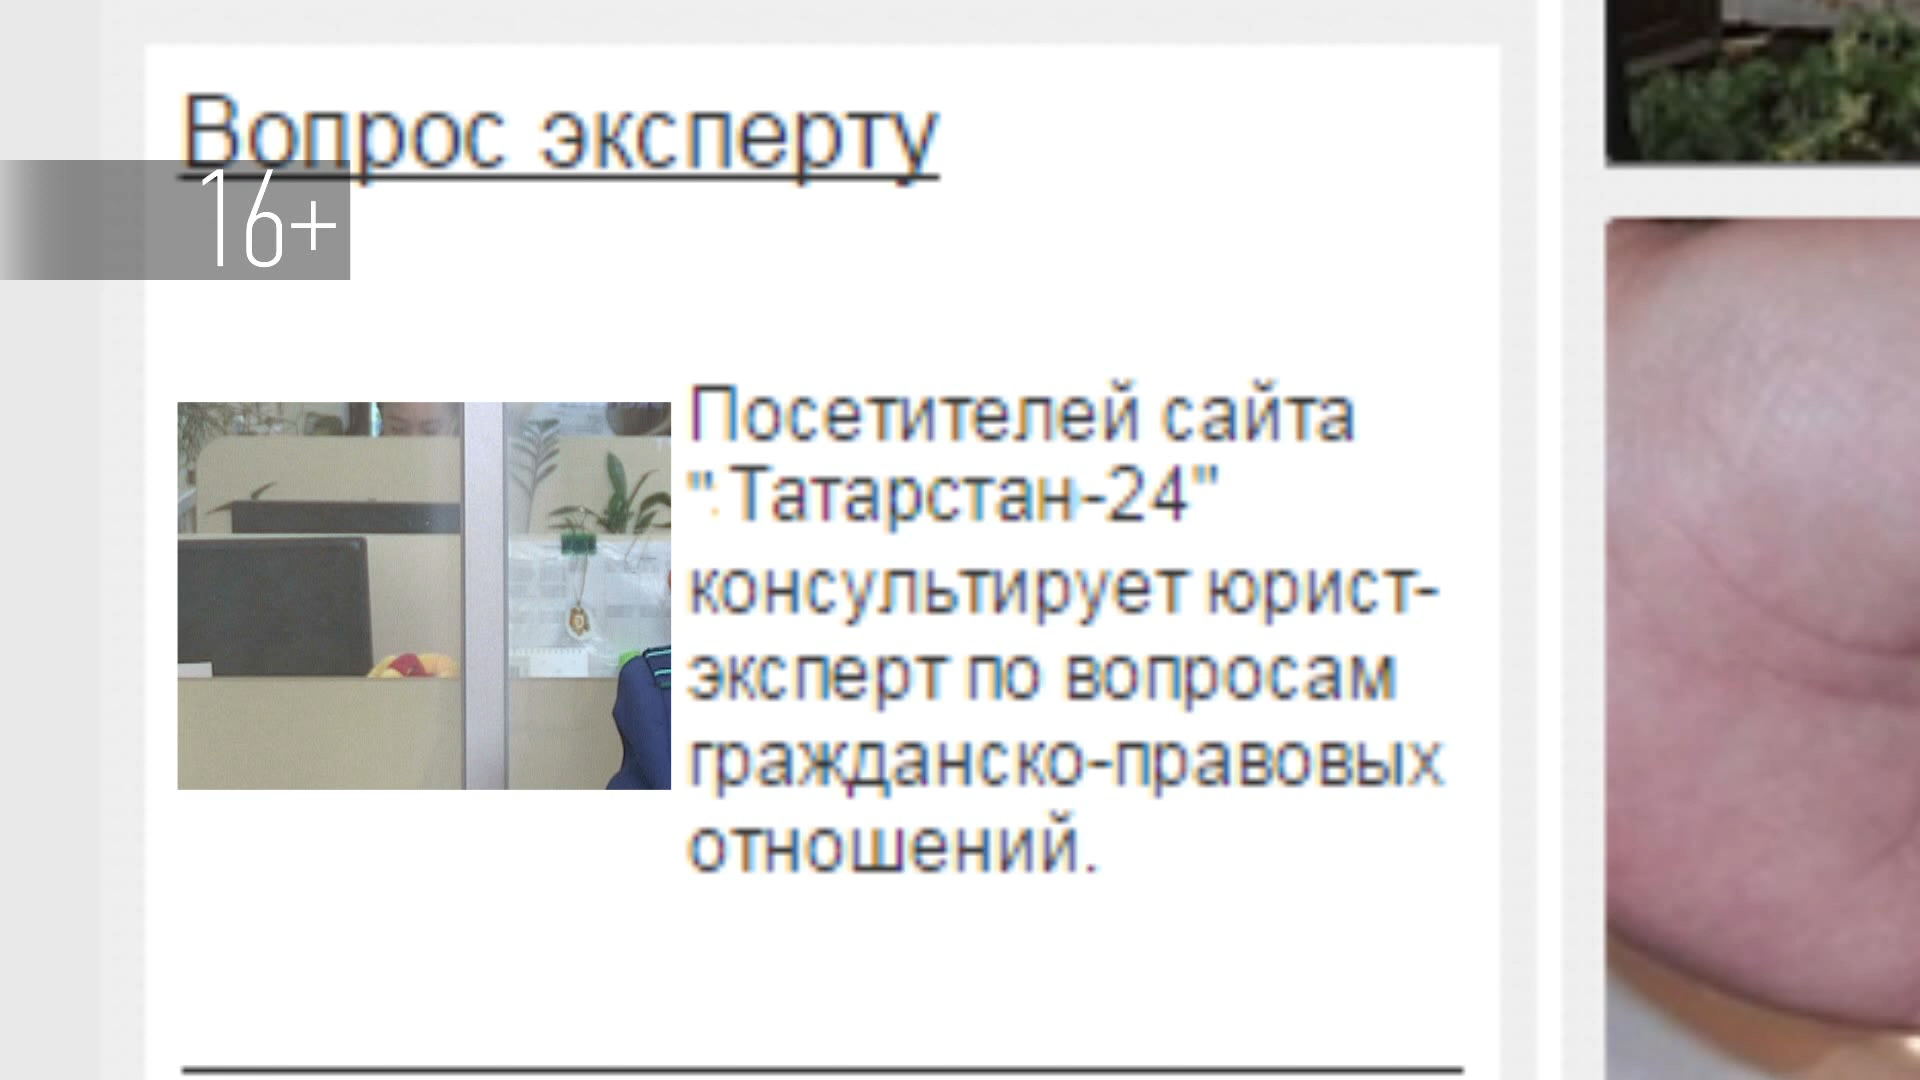 Вопрос эксперту
16+
Посетителей сайта
" Татарстан-24"
консультирует юрист-
эксперт по вопросам
гражданско-правовых
отношений.